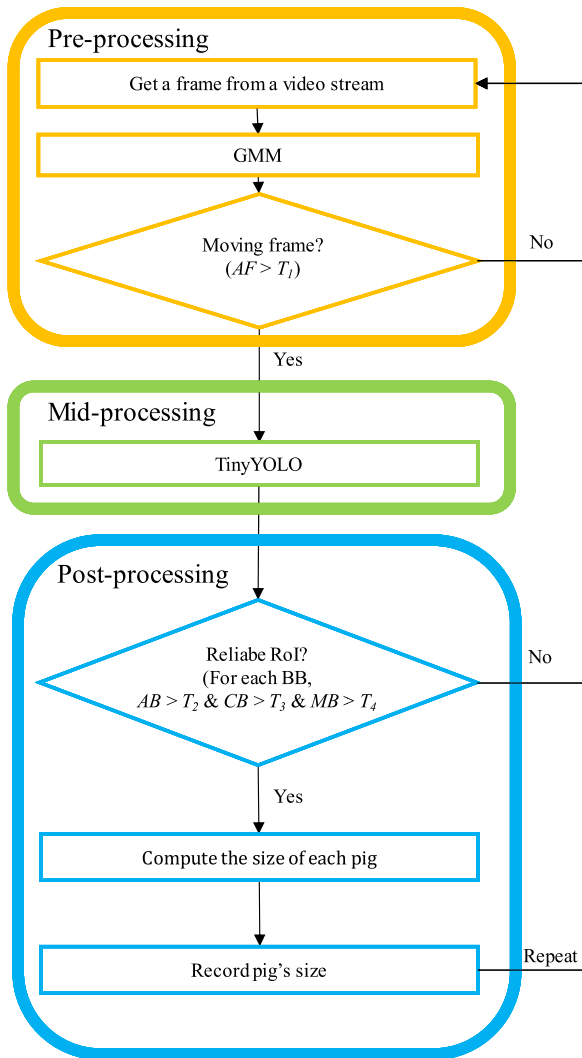 Pre-processing
Get a frame from a video stream
GMM
Moving frame?
(AF > T1)
No
Yes
Mid-processing
TinyYOLO
Post-processing
Reliabe RoI?
(For each BB,
AB > T2 & CB > T3 & MB > T4
No
Yes
Compute the size of each pig
Record pig's size
Repeat